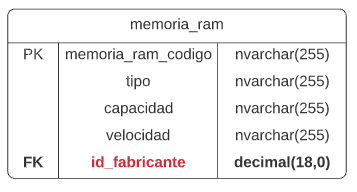 memoria_ram
PK memoria_ram_codigo nvarchar(255)
tipo nvarchar(255)
capacidad nvarchar(255)
velocidad nvarchar(255)
FK id_fabricante decimal(18,0)